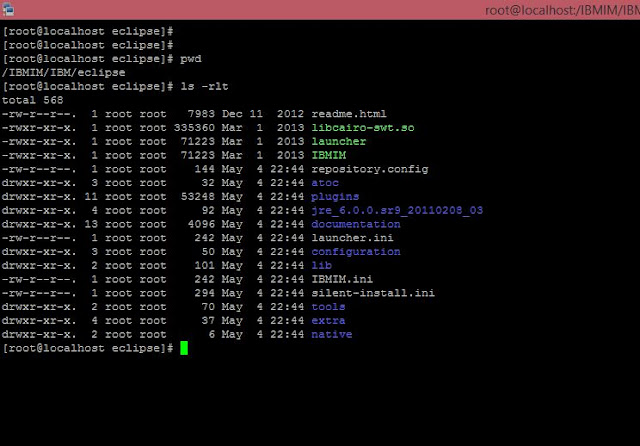 root@localhost:/IBMIM/IBM
[root@localhost eclipse]#
[root@localhost eclipse]#
[root@localhost eclipse]# pwd
/IBMIM/IBM/eclipse
[root@localhost eclipse]# ls -rlt
total 568
-rw-r--r--. 1 root root 7983 Dec 11 2012 readme.html
-rwxr-xr-x. 1 root root 335360 Mar 1 2013 libcairo-swt.so
-rwxr-xr-x. 1 root root 71223 Mar 1 2013 launcher
-rwxr-xr-x. 1 root root 71223 Mar 1 2013 IBMIM
-rw-r--r--. 1 root root 144 May 4 22:44 repository.config
drwxr-xr-x. 3 root root 32 May 4 22:44 atoc
drwxr-xr-x. 11 root root 53248 May 4 22:44 plugins
drwxr-xr-x. 4 root root 92 May 4 22:44 jre_6.0.0.sr9_20110208_03
drwxr-xr-x. 13 root root 4096 May 4 22:44 documentation
-rw-r--r--. 1 root root 242 May 4 22:44 launcher.ini
drwxr-xr-x. 3 root root 50 May 4 22:44 configuration
drwxr-xr-x. 2 root root 101 May 4 22:44 lib
-rw-r--r--. 1 root root 242 May 4 22:44 IBMIM.ini
-rw-r--r--. 1 root root 294 May 4 22:44 silent-install.ini
drwxr-xr-x. 2 root root 70 May 4 22:44 tools
drwxr-xr-x. 4 root root 37 May 4 22:44 extra
drwxr-xr-x. 2 root root 6 May 4 22:44 native
[root@localhost eclipse]#